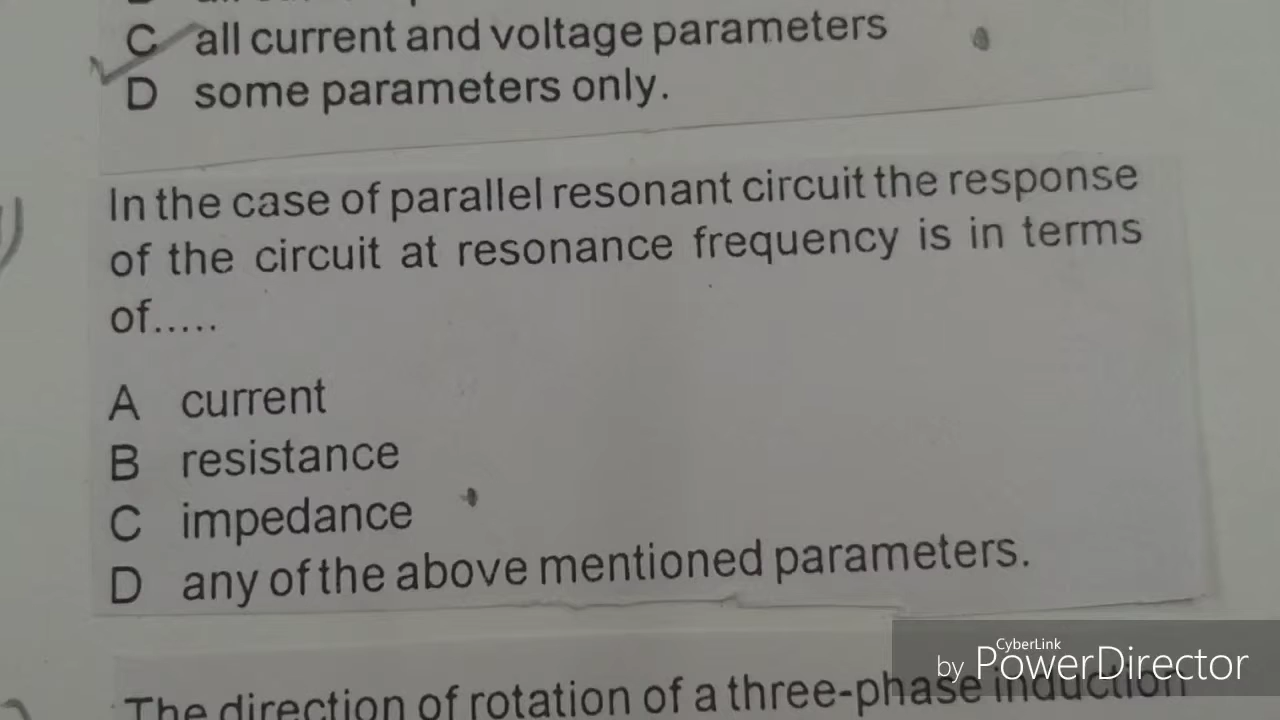 C all current and voltage parameters
D some parameters only.
In the case of parallel resonant circuit the response
of the circuit at resonance frequency is in terms
of.....
A current
B resistance
C impedance
D any of the above mentioned parameters.
The direction of rotation of a three-phase induction
CyberLink
by PowerDirector